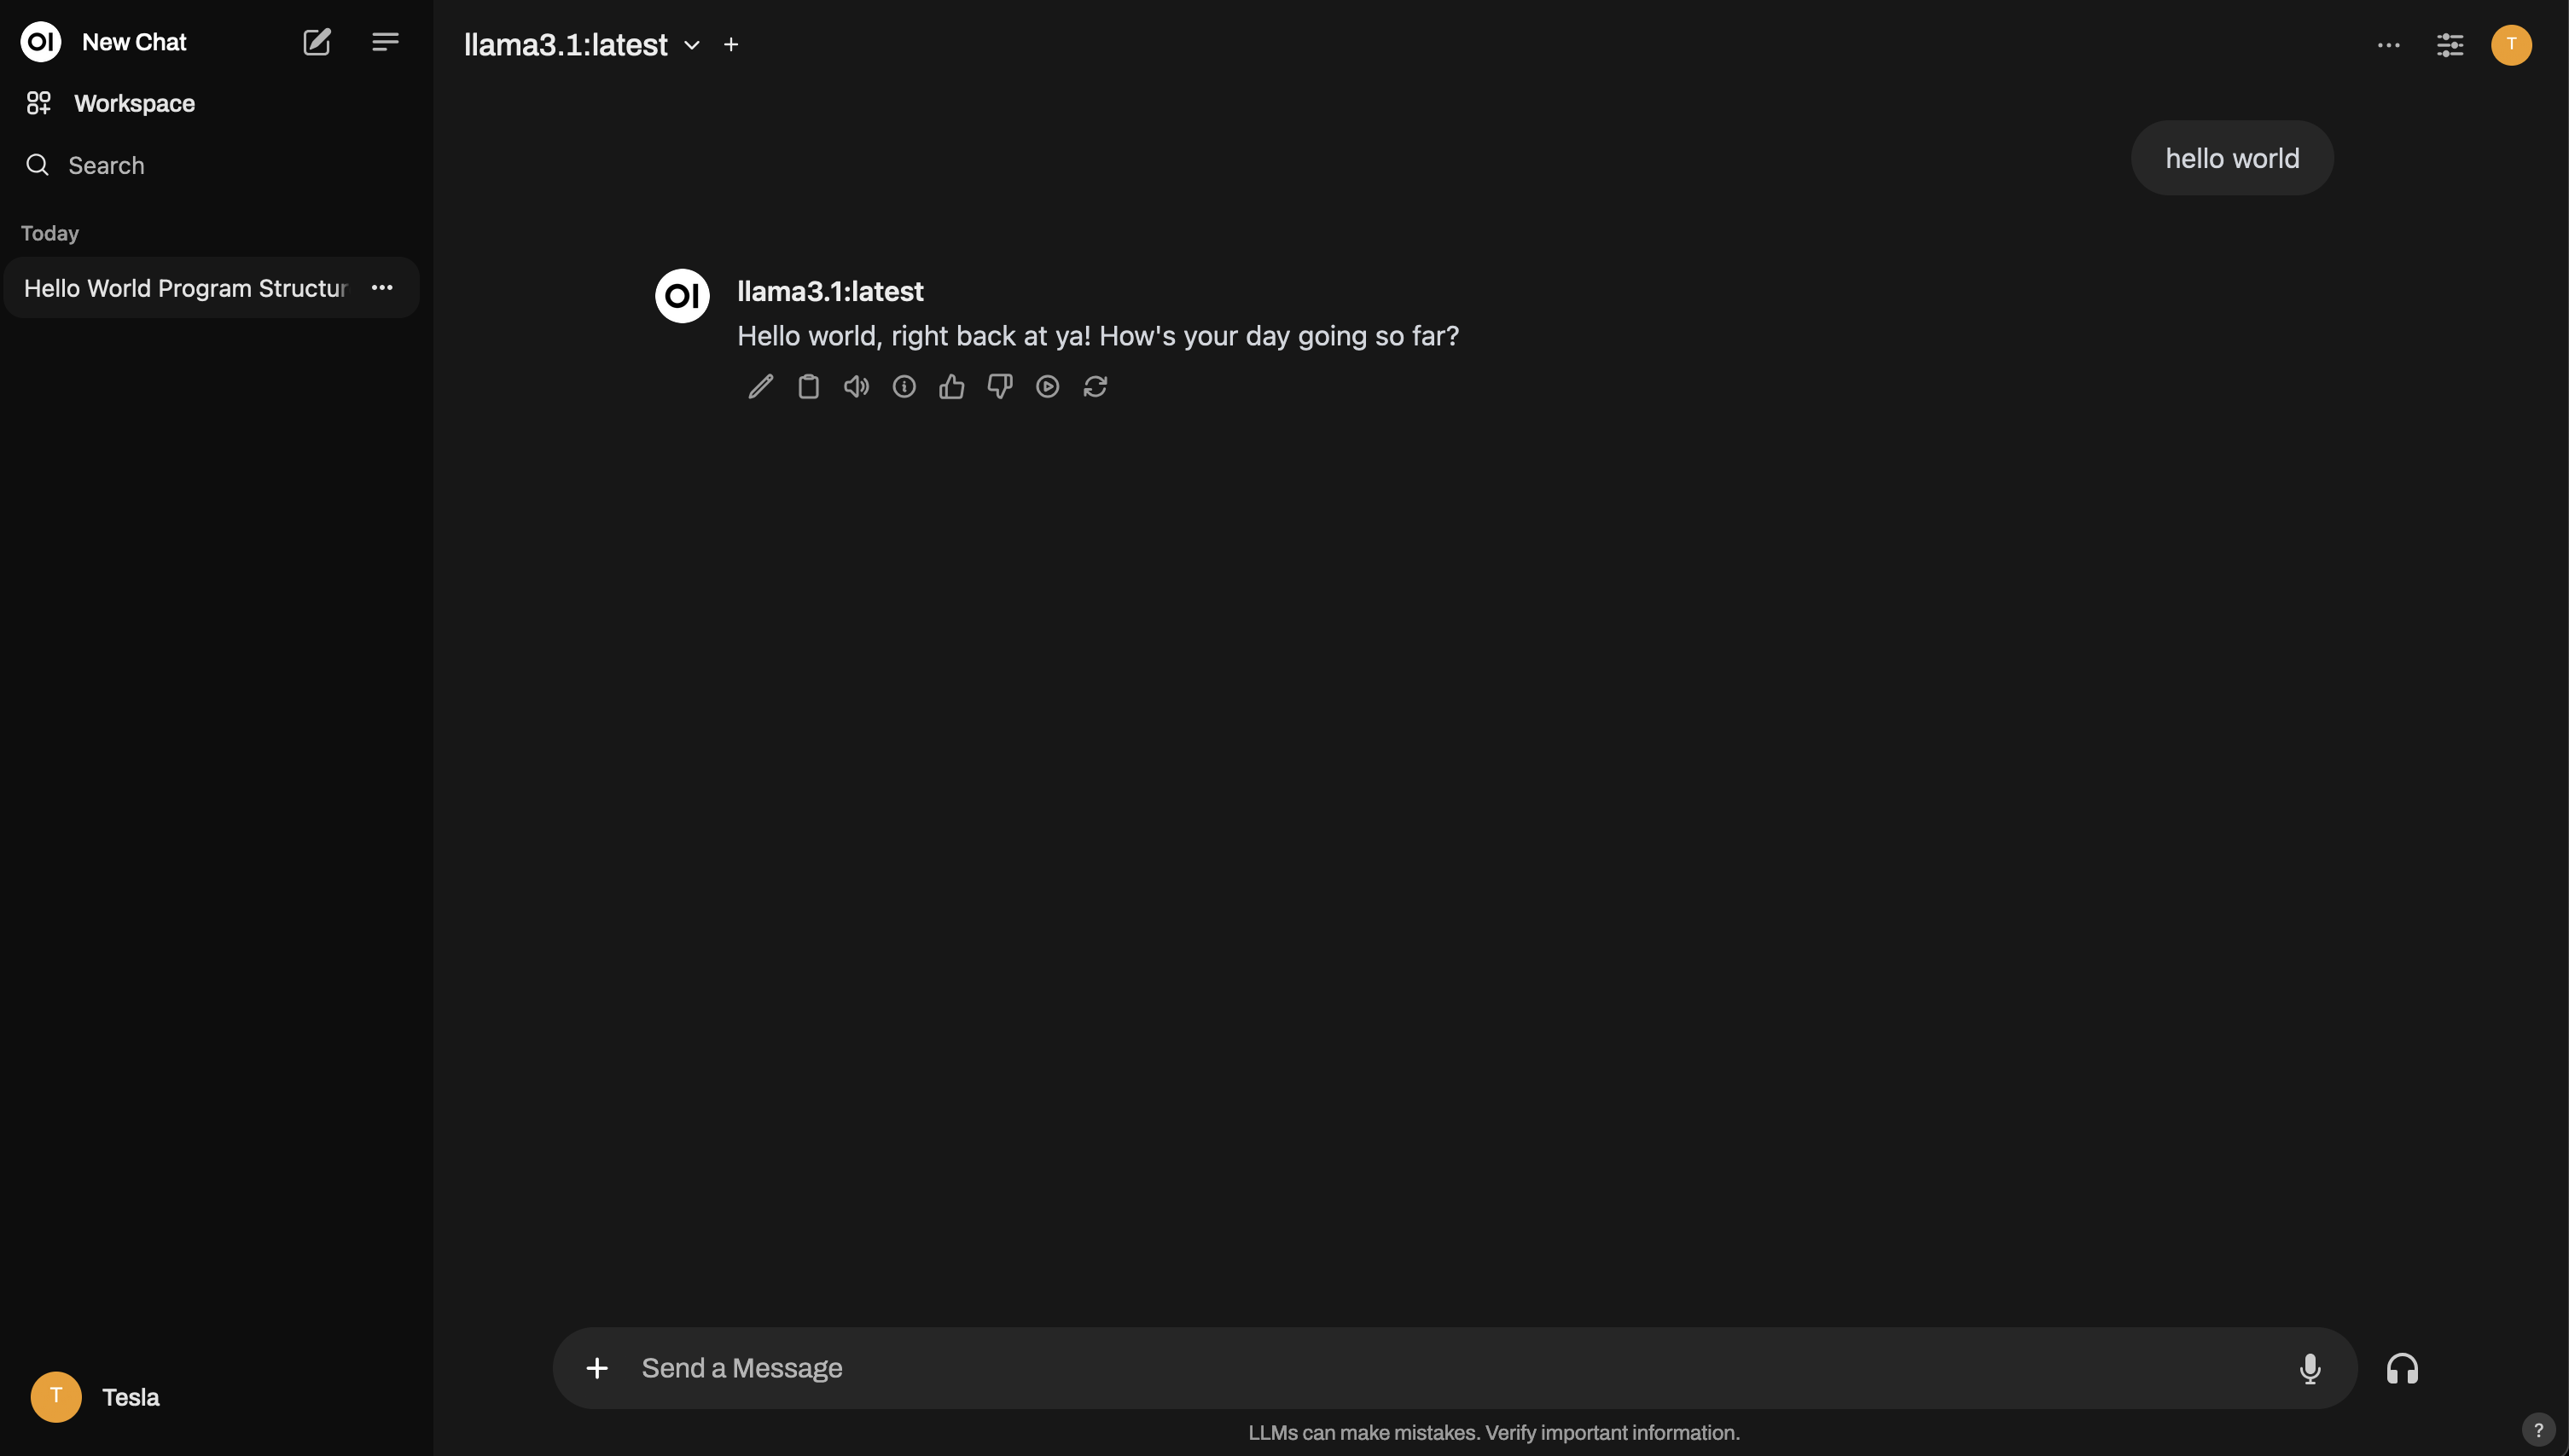 OI New Chat
Workspace
Search
Today
Hello World Program Structur
T Tesla
llama3.1:latest
T
hello world
OI llama3.1:latest
Hello world, right back at ya! How's your day going so far?
Send a Message
LLMs can make mistakes. Verify important information.
?